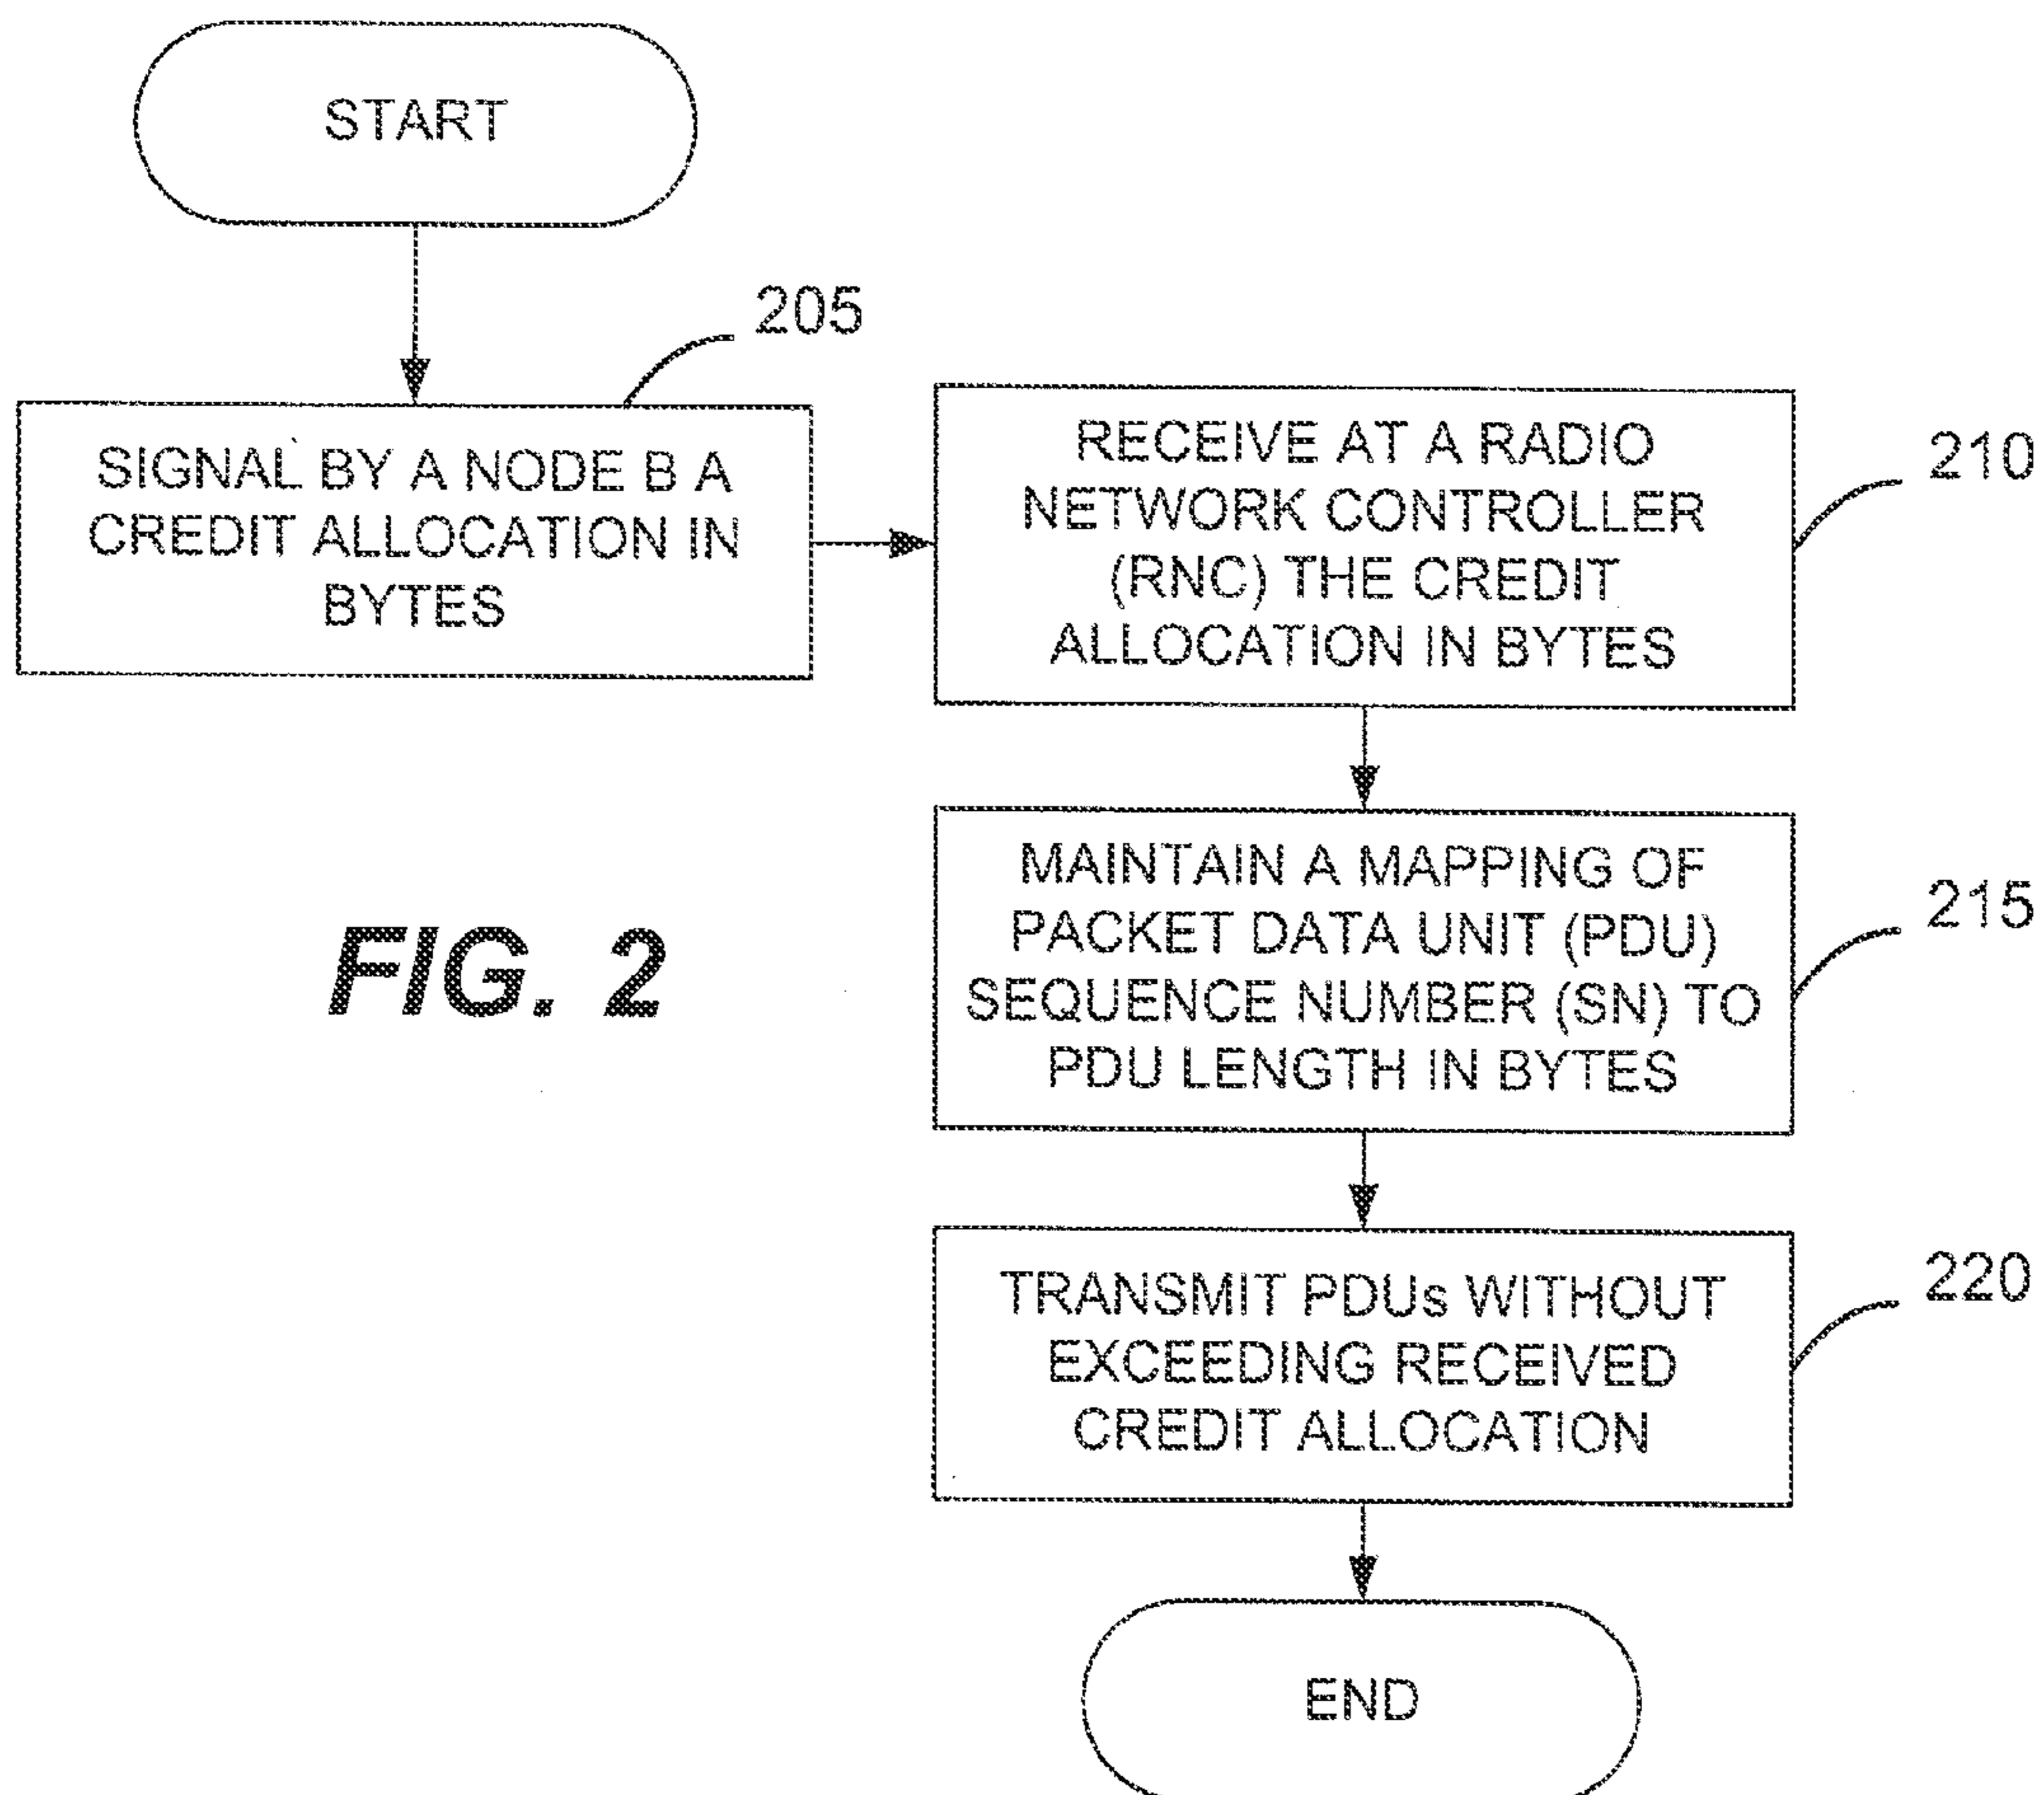 START
205
SIGNAL BY A NODE B A
CREDIT ALLOCATION IN
BYTES
RECEIVE AT A RADIO
NETWORK CONTROLLER
(RNC) THE CREDIT
ALLOCATION IN BYTES
210
MAINTAIN A MAPPING OF
PACKET DATA UNIT (PDU)
SEQUENCE NUMBER (SN) TO
PDU LENGTH IN BYTES
215
FIG. 2
TRANSMIT PDUs WITHOUT
EXCEEDING RECEIVED
CREDIT ALLOCATION
220
END